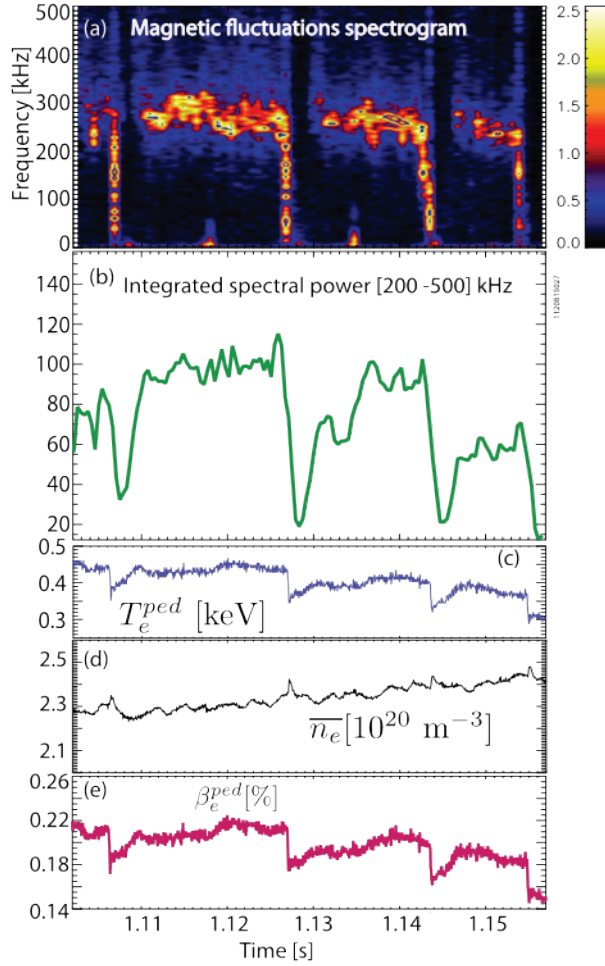 (a) Magnetic fluctuations spectrogram
500
400
300
200
100
0
Frequency [kHz]
2.5
2.0
1.5
1.0
0.5
0.0
(b) Integrated spectral power [200 -500] kHz
140
120
100
80
60
40
20
1120815027
(c)
0.5
0.4
0.3
T_e^{ped} [keV]
(d)
2.5
2.3
2.1
\overline{n_e}[10^{20} m^{-3}]
(e)
β_e^{ped}[%]
0.26
0.22
0.18
0.14
1.11 1.12 1.13 1.14 1.15
Time [s]